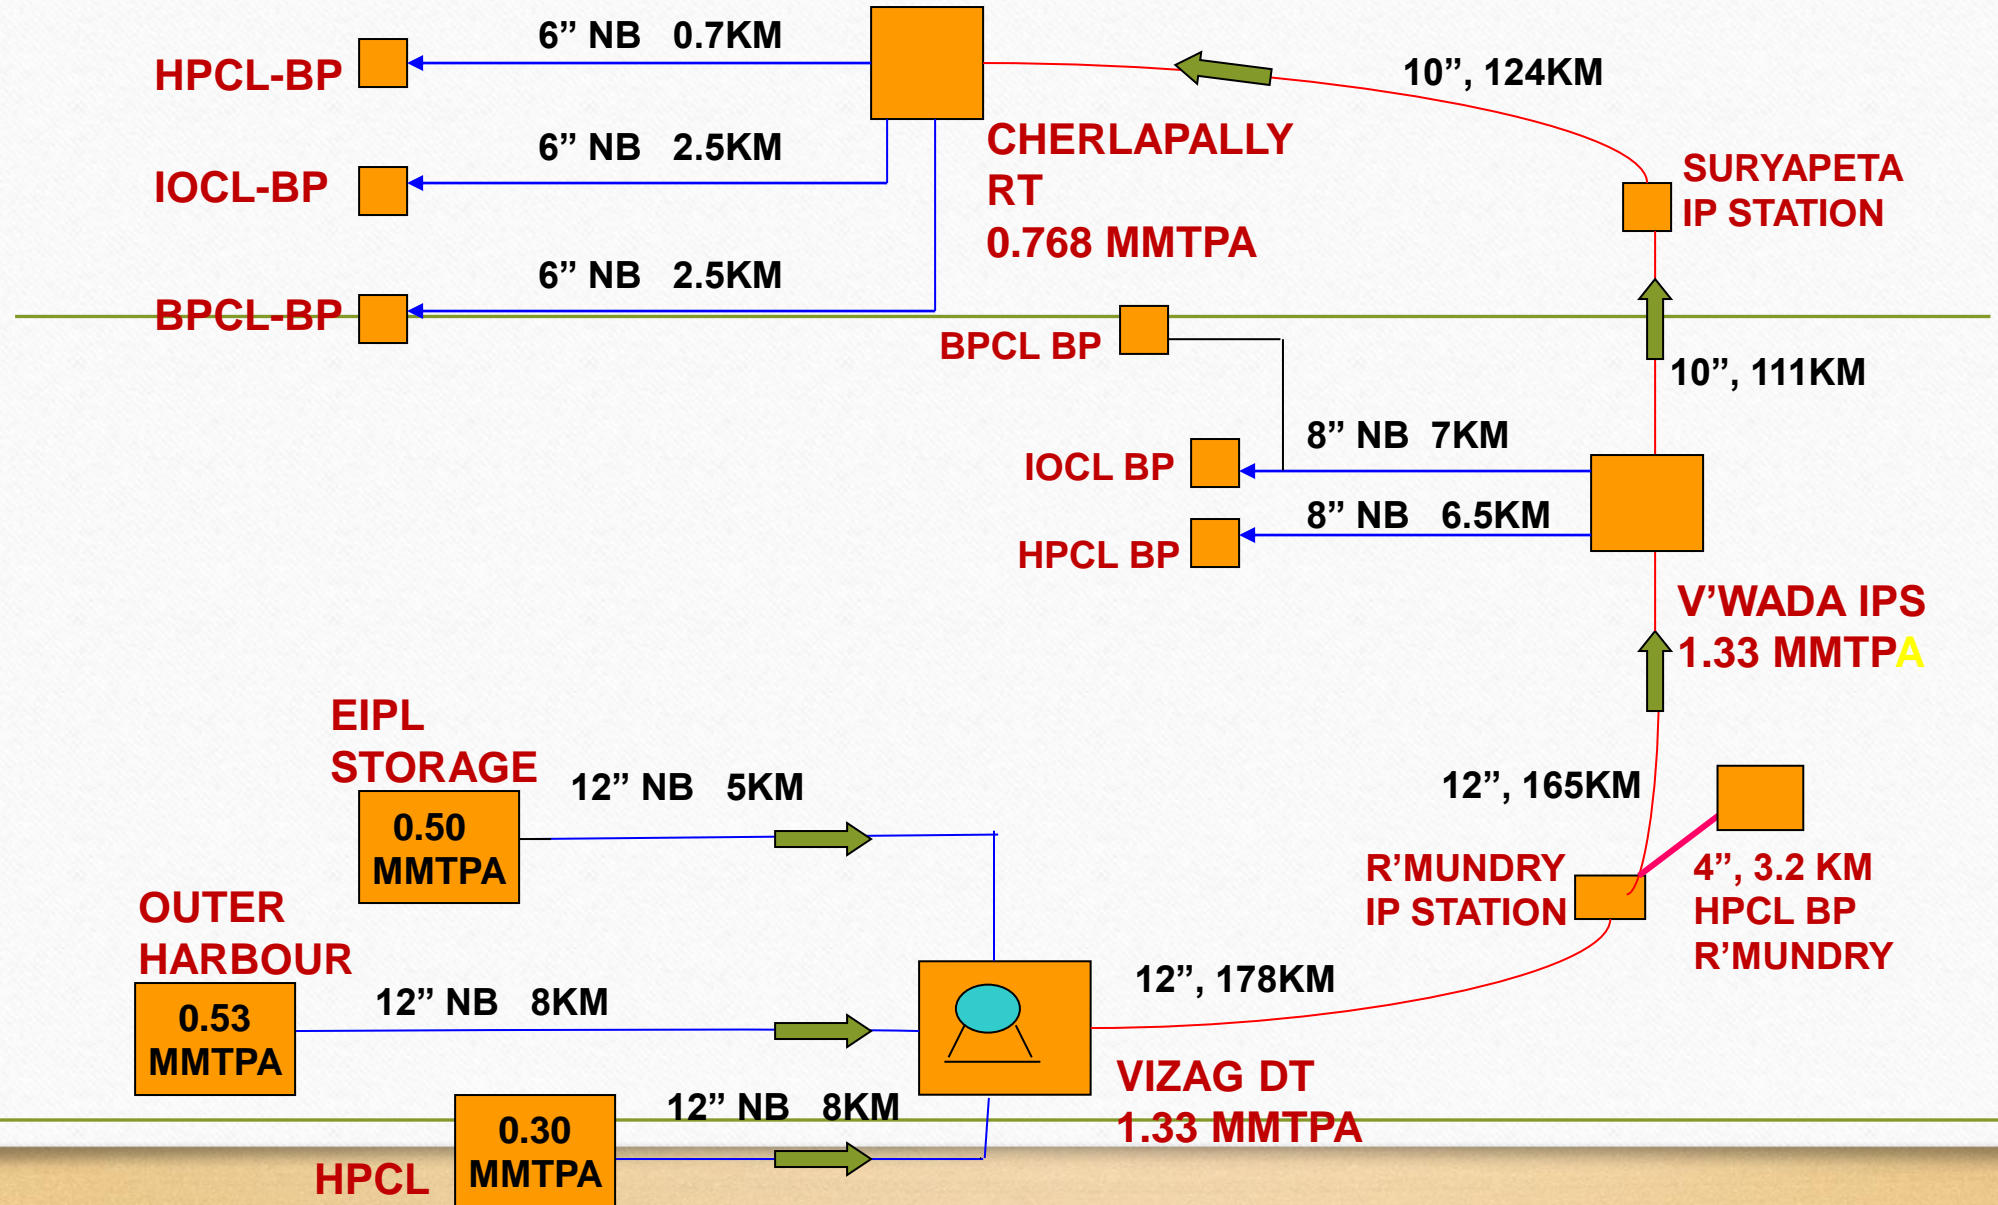 6” NB 0.7KM
HPCL-BP
10”, 124KM
6” NB 2.5KM
CHERLAPALLY
RT
0.768 MMTPA
IOCL-BP
SURYAPETA
IP STATION
6” NB 2.5KM
BPCL-BP
BPCL BP
10”, 111KM
8” NB 7KM
IOCL BP
8” NB 6.5KM
HPCL BP
V’WADA IPS
1.33 MMTPA
EIPL
STORAGE
12” NB 5KM
0.50
MMTPA
12”, 165KM
R’MUNDRY
IP STATION
4”, 3.2 KM
HPCL BP
R’MUNDRY
OUTER
HARBOUR
12” NB 8KM
0.53
MMTPA
12”, 178KM
VIZAG DT
1.33 MMTPA
12” NB 8KM
0.30
MMTPA
HPCL